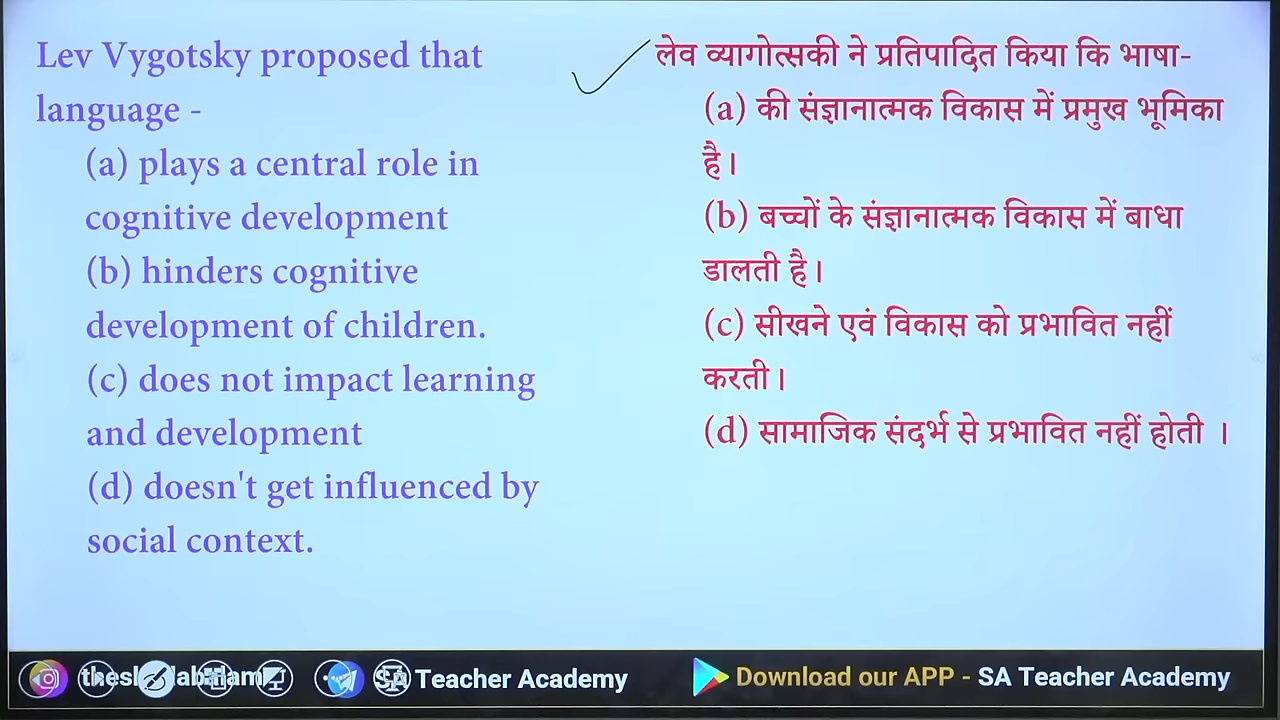 Lev Vygotsky proposed that
language -
(a) plays a central role in
cognitive development
(b) hinders cognitive
development of children.
(c) does not impact learning
and development
(d) doesn't get influenced by
social context.
लेव व्यागोत्सकी ने प्रतिपादित किया कि भाषा-
(a) की संज्ञानात्मक विकास में प्रमुख भूमिका
है।
(b) बच्चों के संज्ञानात्मक विकास में बाधा
डालती है।
(c) सीखने एवं विकास को प्रभावित नहीं
करती।
(d) सामाजिक संदर्भ से प्रभावित नहीं होती ।
SA Teacher Academy
Download our APP - SA Teacher Academy